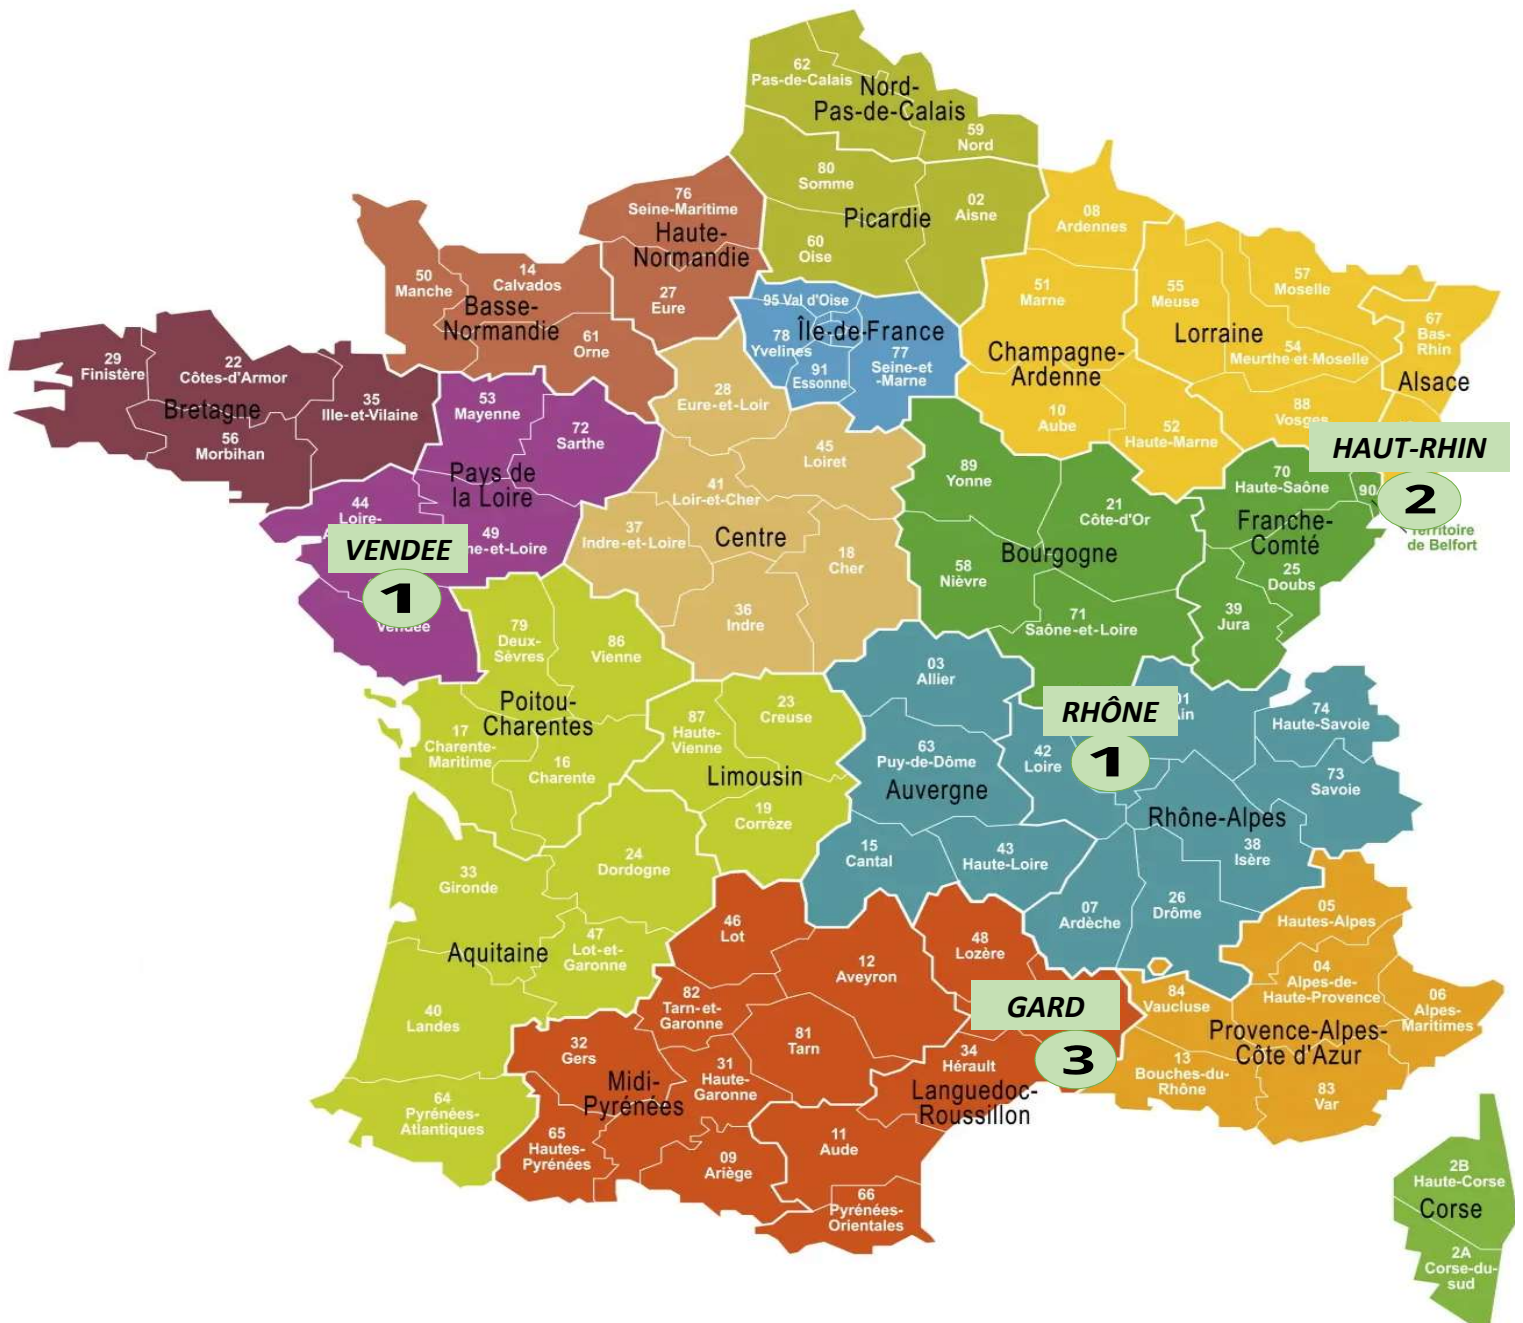 62
Pas-de-Calais
Nord-
Pas-de-Calais
59
Nord
80
Somme
02
Aisne
Picardie
60
Oise
76
Seine-Maritime
Haute-
Normandie
27
Eure
08
Ardennes
50
Manche
14
Calvados
Basse-
Normandie
61
Orne
95 Val d'Oise
Île-de-France
78
Yvelines
91
Essonne
77
Seine-et
-Marne
51
Marne
55
Meuse
57
Moselle
Lorraine
54
Meurthe et Moselle
67
Bas-
Rhin
Alsace
Champagne-
Ardenne
10
Aube
52
Haute-Marne
88
Vosges
29
Finistère
22
Côtes-d'Armor
Bretagne
35
Ille-et-Vilaine
56
Morbihan
53
Mayenne
72
Sarthe
Pays de
la Loire
44
Loire-
49
ne-et-Loire
VENDEE
1
Vendée
28
Eure-et-Loir
45
Loiret
41
Loir-et-Cher
37
Indre-et-Loire
Centre
18
Cher
36
Indre
89
Yonne
21
Côte-d'Or
Bourgogne
58
Nièvre
71
Saône-et-Loire
HAUT-RHIN
2
70
Haute-Saône
90
Territoire
de Belfort
Franche-
Comté
25
Doubs
39
Jura
79
Deux-
Sèvres
86
Vienne
Poitou-
Charentes
17
Charente-
Maritime
16
Charente
87
Haute-
Vienne
23
Creuse
Limousin
19
Corrèze
03
Allier
63
Puy-de-Dôme
Auvergne
15
Cantal
43
Haute-Loire
RHÔNE
1
01
Ain
42
Loire
74
Haute-Savoie
73
Savoie
Rhône-Alpes
38
Isère
07
Ardèche
26
Drôme
33
Gironde
24
Dordogne
47
Lot-et-
Garonne
Aquitaine
40
Landes
64
Pyrénées-
Atlantiques
46
Lot
12
Aveyron
48
Lozère
82
Tarn-et-
Garonne
81
Tarn
32
Gers
31
Haute-
Garonne
Midi-
Pyrénées
65
Hautes-
Pyrénées
09
Ariège
GARD
3
34
Hérault
Languedoc-
Roussillon
11
Aude
66
Pyrénées-
Orientales
05
Hautes-Alpes
04
Alpes-de-
Haute-Provence
06
Alpes-
Maritimes
84
Vaucluse
Provence-Alpes-
Côte d'Azur
13
Bouches-du-
Rhône
83
Var
2B
Haute-Corse
Corse
2A
Corse-du-
sud